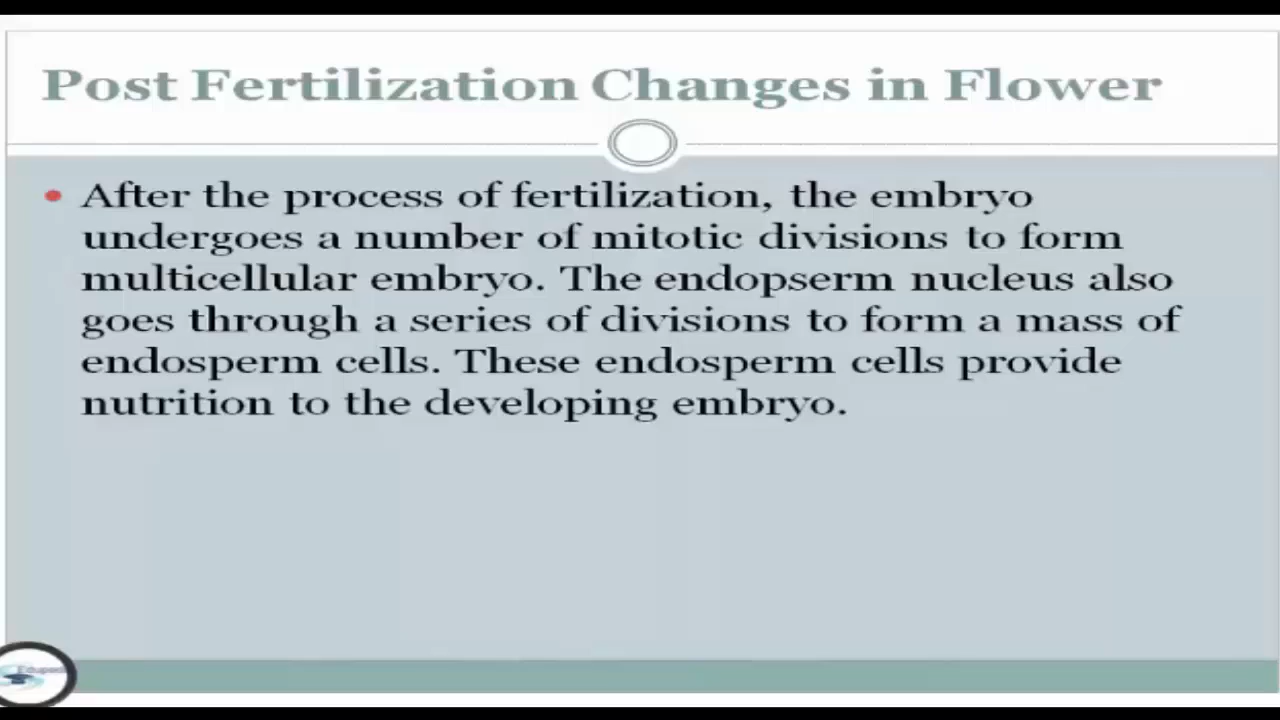 Post Fertilization Changes in Flower
• After the process of fertilization, the embryo
undergoes a number of mitotic divisions to form
multicellular embryo. The endopserm nucleus also
goes through a series of divisions to form a mass of
endosperm cells. These endosperm cells provide
nutrition to the developing embryo.